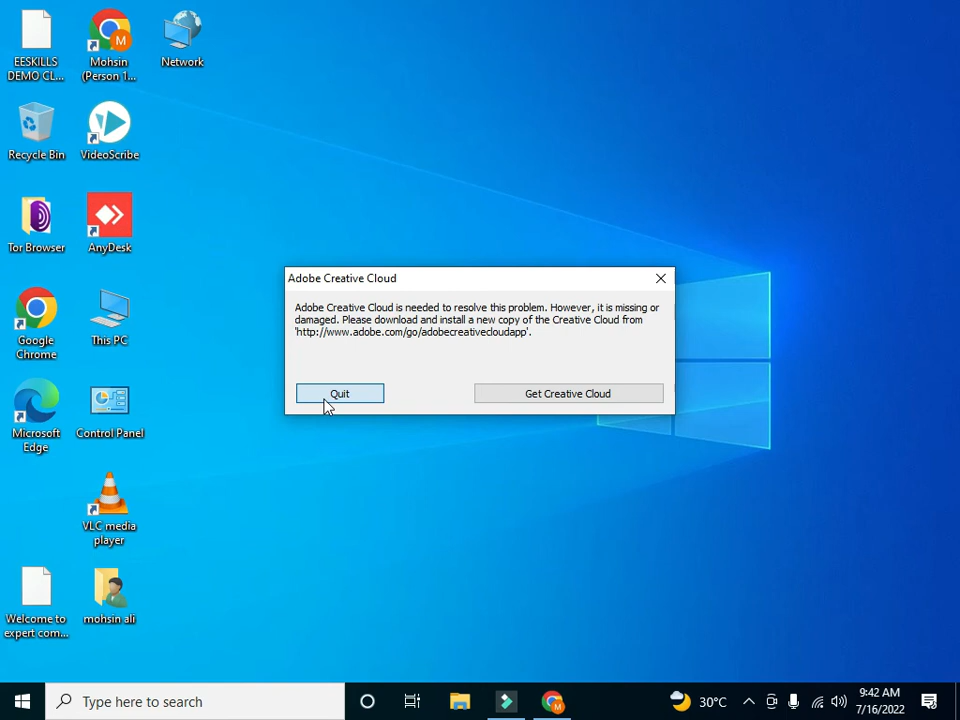 EESKILLS
DEMO CL...
Mohsin
(Person 1...
Network
Recycle Bin
VideoScribe
Tor Browser
AnyDesk
Google
Chrome
This PC
Microsoft
Edge
Control Panel
VLC media
player
Welcome to
expert com...
mohsin ali
Adobe Creative Cloud
Adobe Creative Cloud is needed to resolve this problem. However, it is missing or
damaged. Please download and install a new copy of the Creative Cloud from
'http://www.adobe.com/go/adobecreativecloudapp'.
Quit
Get Creative Cloud
Type here to search
M
30°C
9:42 AM
7/16/2022